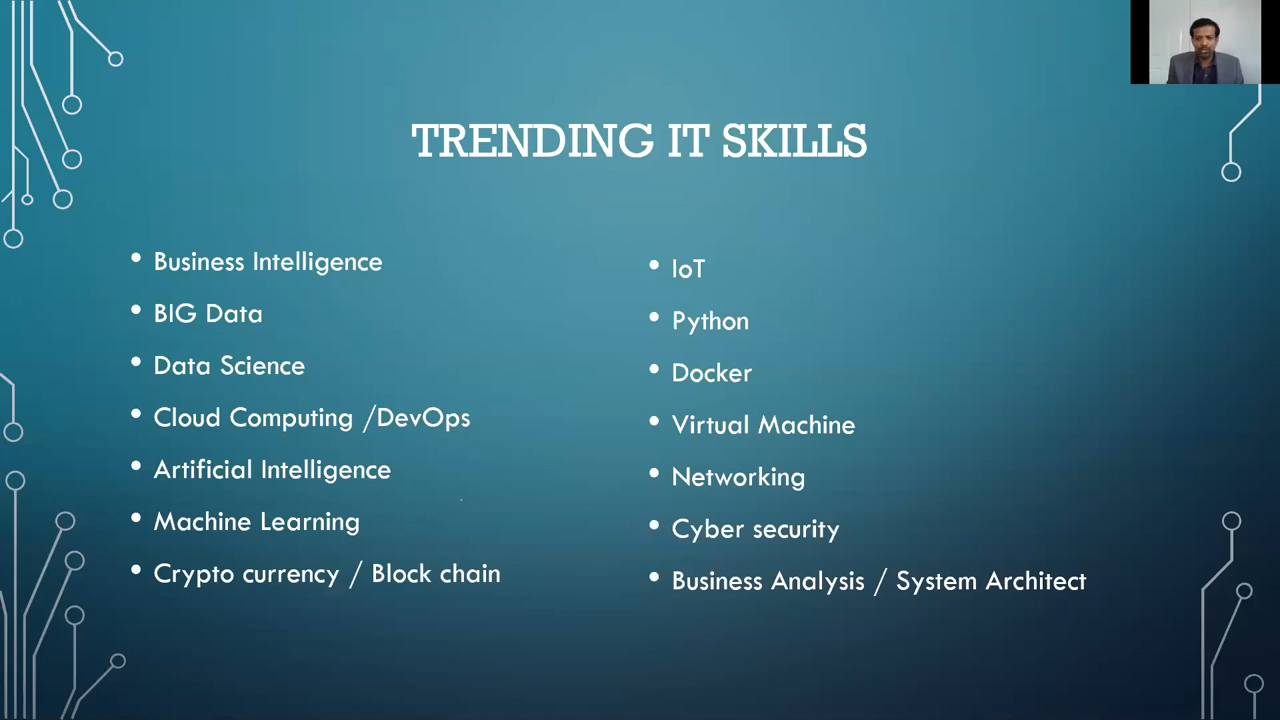 TRENDING IT SKILLS
• Business Intelligence
• BIG Data
• Data Science
• Cloud Computing /DevOps
• Artificial Intelligence
• Machine Learning
• Crypto currency / Block chain
• IoT
• Python
• Docker
• Virtual Machine
• Networking
• Cyber security
• Business Analysis / System Architect